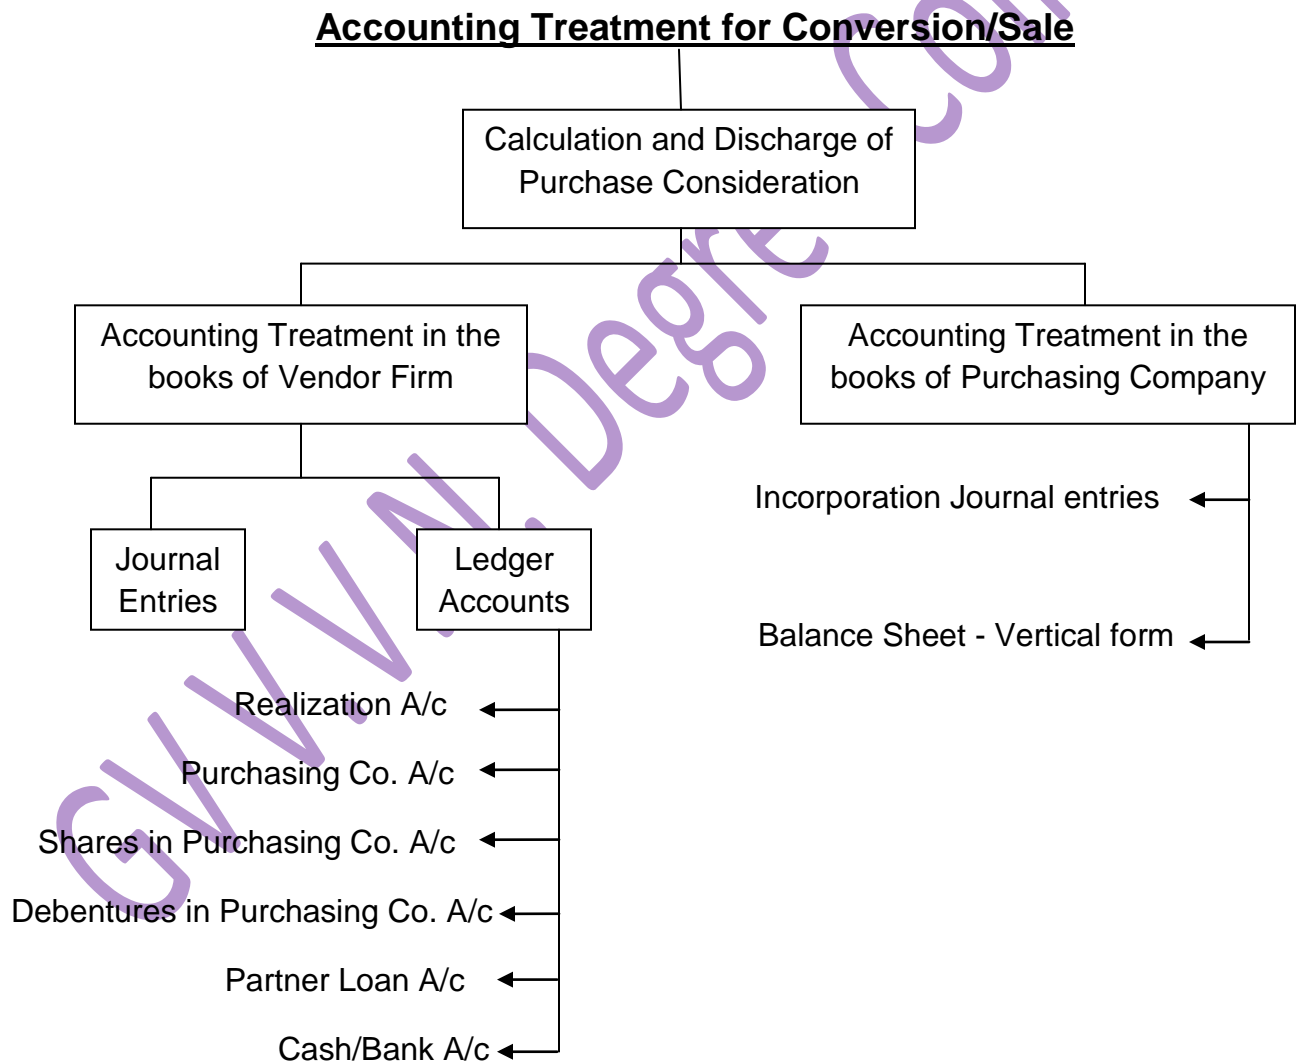 Accounting Treatment for Conversion/Sale
Calculation and Discharge of
Purchase Consideration
Accounting Treatment in the
books of Vendor Firm
Accounting Treatment in the
books of Purchasing Company
Journal
Entries
Ledger
Accounts
Incorporation Journal entries
Balance Sheet - Vertical form
Realization A/c
Purchasing Co. A/c
Shares in Purchasing Co. A/c
Debentures in Purchasing Co. A/c
Partner Loan A/c
Cash/Bank A/c